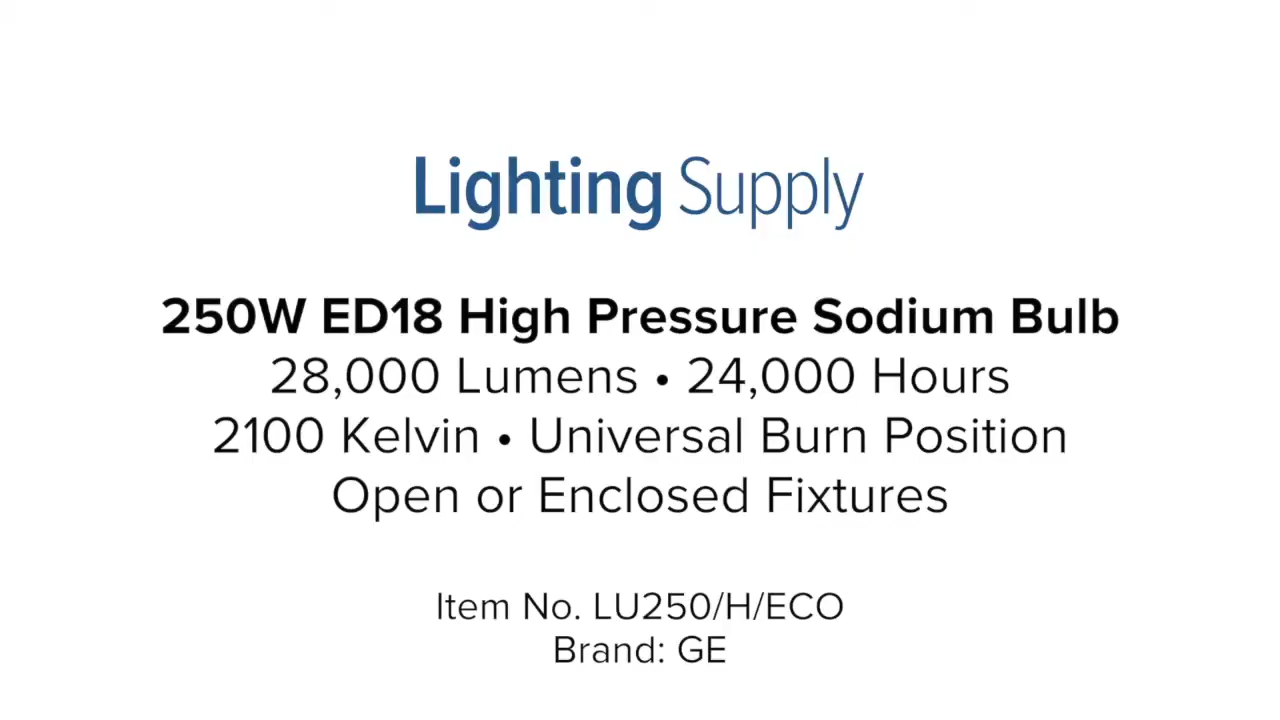 Lighting Supply
250W ED18 High Pressure Sodium Bulb
28,000 Lumens • 24,000 Hours
2100 Kelvin • Universal Burn Position
Open or Enclosed Fixtures
Item No. LU250/H/ECO
Brand: GE